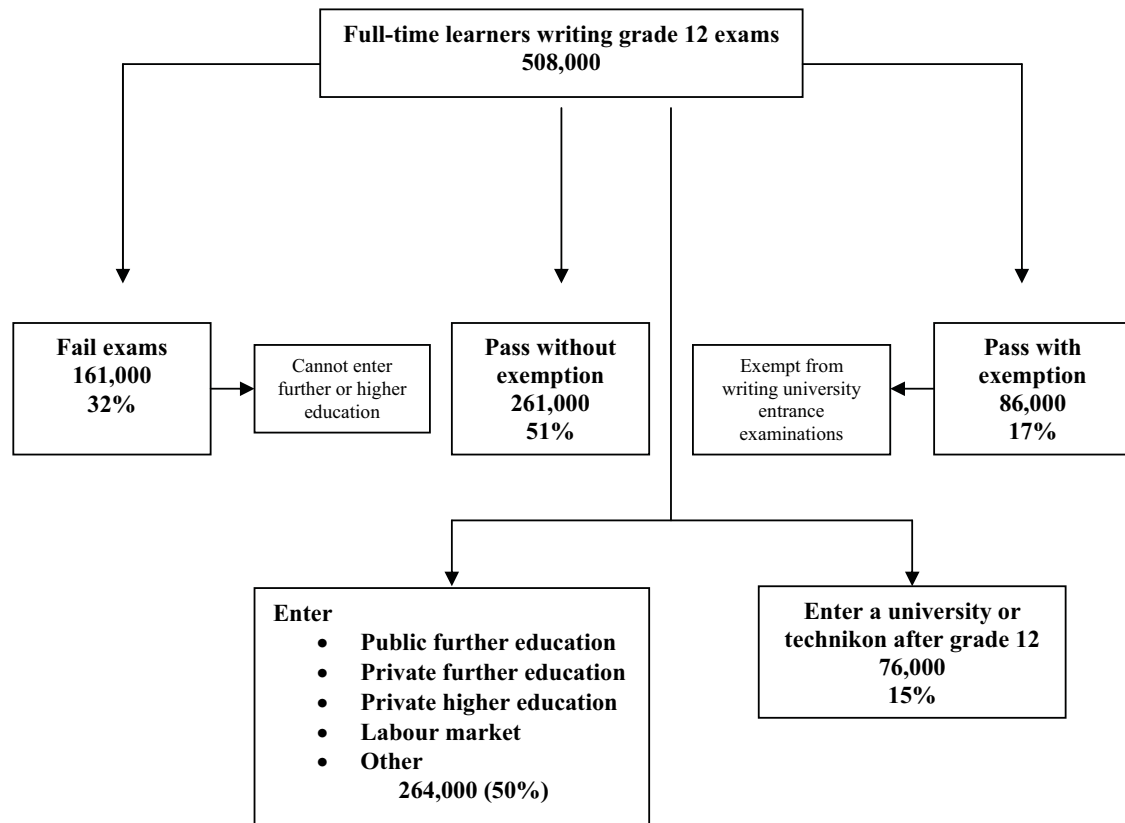 Full-time learners writing grade 12 exams
508,000
Fail exams
161,000
32%
Cannot enter
further or higher
education
Pass without
exemption
261,000
51%
Exempt from
writing university
entrance
examinations
Pass with
exemption
86,000
17%
Enter
• Public further education
• Private further education
• Private higher education
• Labour market
• Other
264,000 (50%)
Enter a university or
technikon after grade 12
76,000
15%